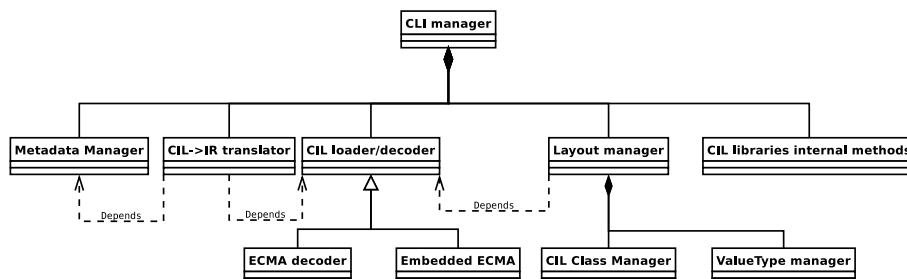 CLI manager
Metadata Manager
CIL->IR translator
CIL loader/decoder
Layout manager
CIL libraries internal methods
Depends
Depends
Depends
ECMA decoder
Embedded ECMA
CIL Class Manager
ValueType manager